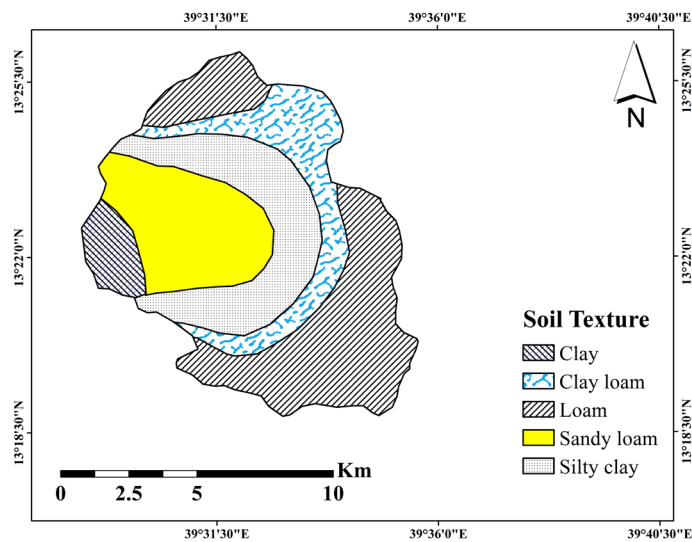 39°31'30"E 39°36'0"E 39°40'30"E
13°25'30"N 13°25'30"N
N
13°22'0"N 13°22'0"N
Soil Texture
Clay
Clay loam
Loam
Sandy loam
Silty clay
13°18'30"N 13°18'30"N
Km
0 2.5 5 10
39°31'30"E 39°36'0"E 39°40'30"E